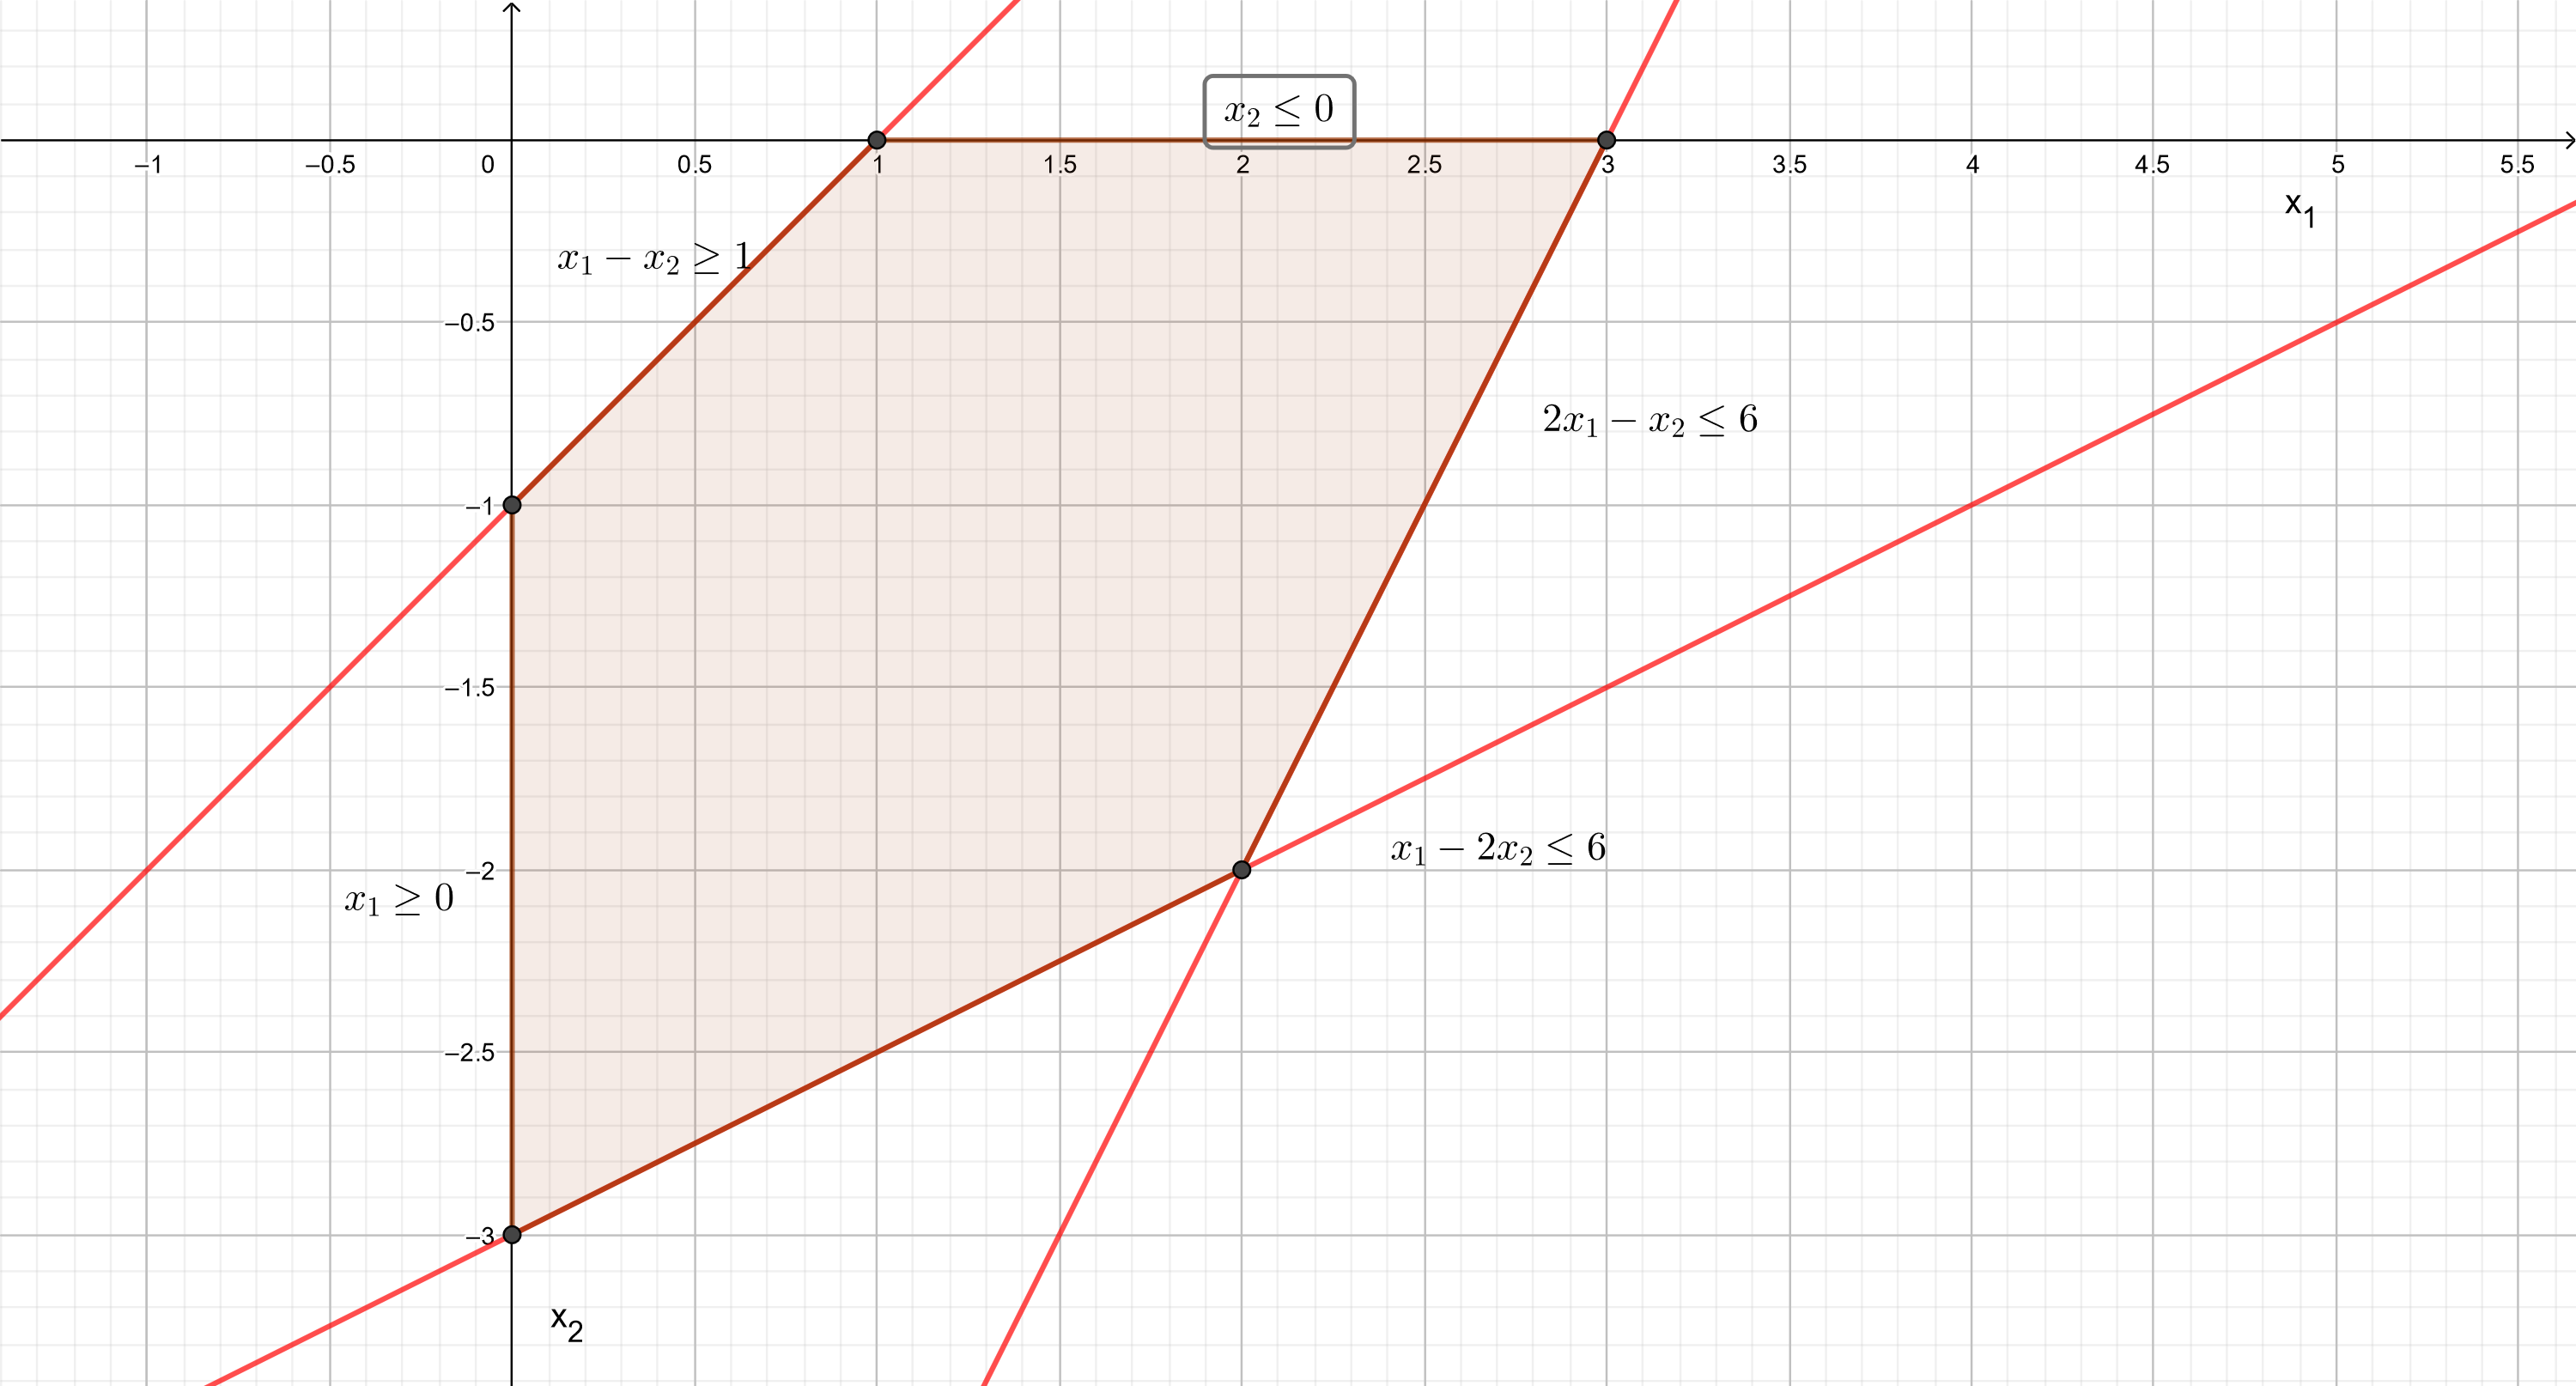 x₂ ≤ 0
–1 –0.5 0 0.5 1 1.5 2 2.5 3 3.5 4 4.5 5 5.5
x₁
x₁ − x₂ ≥ 1
–0.5
2x₁ − x₂ ≤ 6
–1
–1.5
x₁ − 2x₂ ≤ 6
–2
x₁ ≥ 0
–2.5
–3
x₂